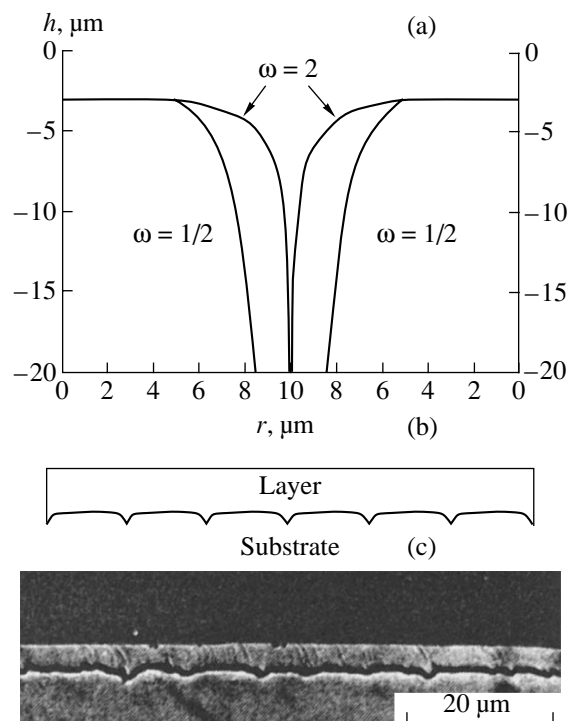 h, µm (a)
0 0
ω = 2
−5 −5
−10 −10
ω = 1/2 ω = 1/2
−15 −15
−20 −20
0 2 4 6 8 10 8 6 4 2 0
r, µm (b)
Layer
Substrate (c)
20 µm